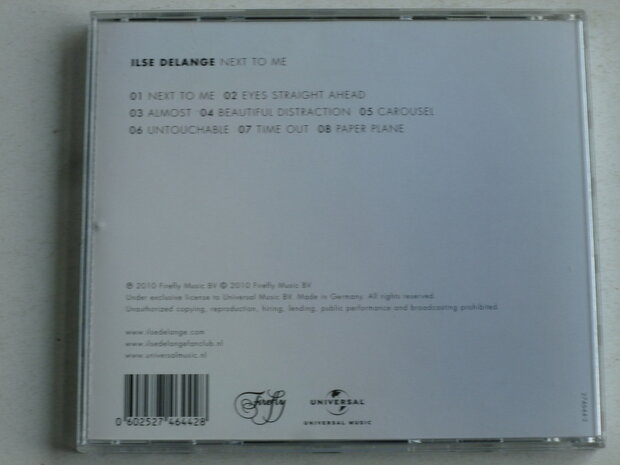 ILSE DELANGE NEXT TO ME
01 NEXT TO ME 02 EYES STRAIGHT AHEAD
03 ALMOST 04 BEAUTIFUL DISTRACTION 05 CAROUSEL
06 UNTOUCHABLE 07 TIME OUT 08 PAPER PLANE
℗ 2010 Firefly Music BV © 2010 Firefly Music BV
Under exclusive license to Universal Music BV. Made in Germany. All rights reserved.
Unauthorized copying, reproduction, hiring, lending, public performance and broadcasting prohibited.
www.ilsedelange.com
www.ilsedelangefanclub.nl
www.universalmusic.nl
0 602527 464428
Firefly
UNIVERSAL
UNIVERSAL MUSIC